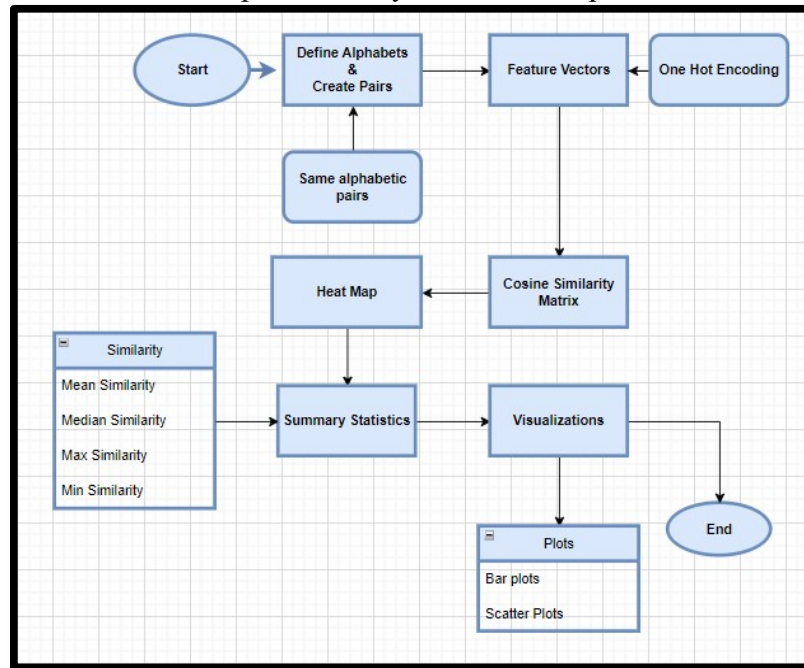 Start
Define Alphabets
&
Create Pairs
Feature Vectors
One Hot Encoding
Same alphabetic
pairs
Heat Map
Cosine Similarity
Matrix
Similarity
Mean Similarity
Median Similarity
Max Similarity
Min Similarity
Summary Statistics
Visualizations
End
Plots
Bar plots
Scatter Plots